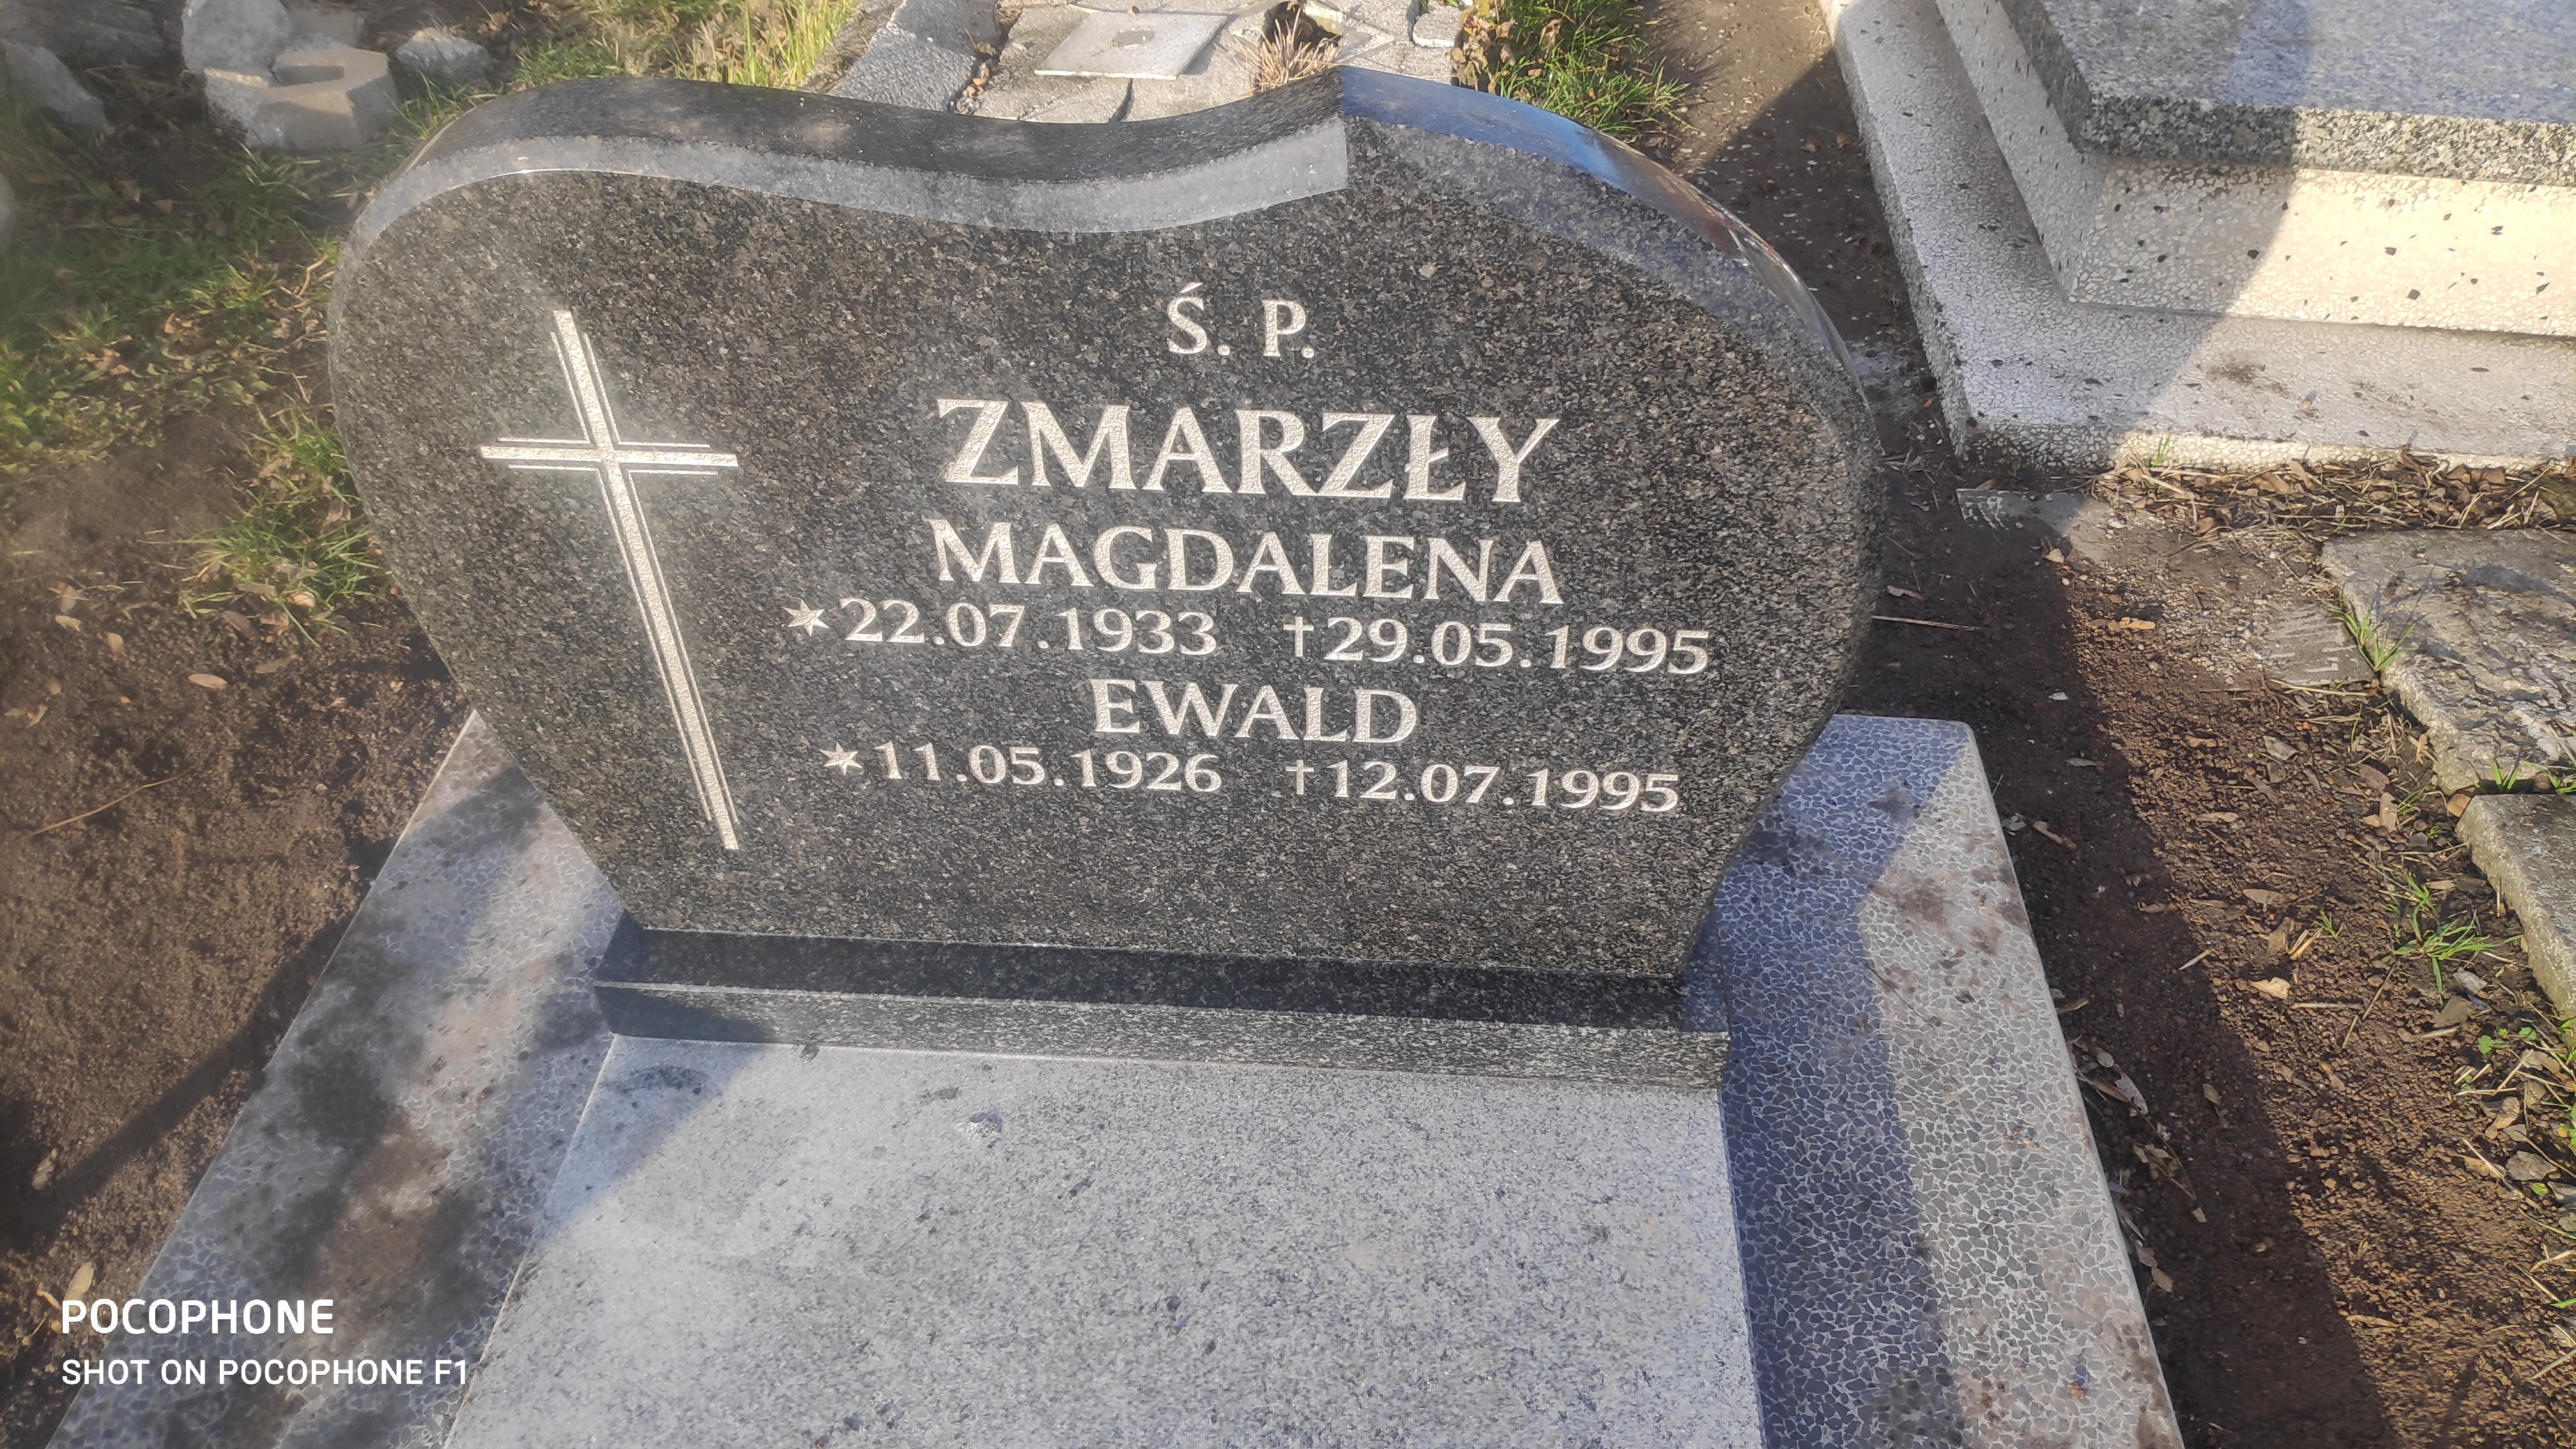 Ś. P.
ZMARZŁY
MAGDALENA
✶22.07.1933 †29.05.1995
EWALD
✶11.05.1926 †12.07.1995
POCOPHONE
SHOT ON POCOPHONE F1